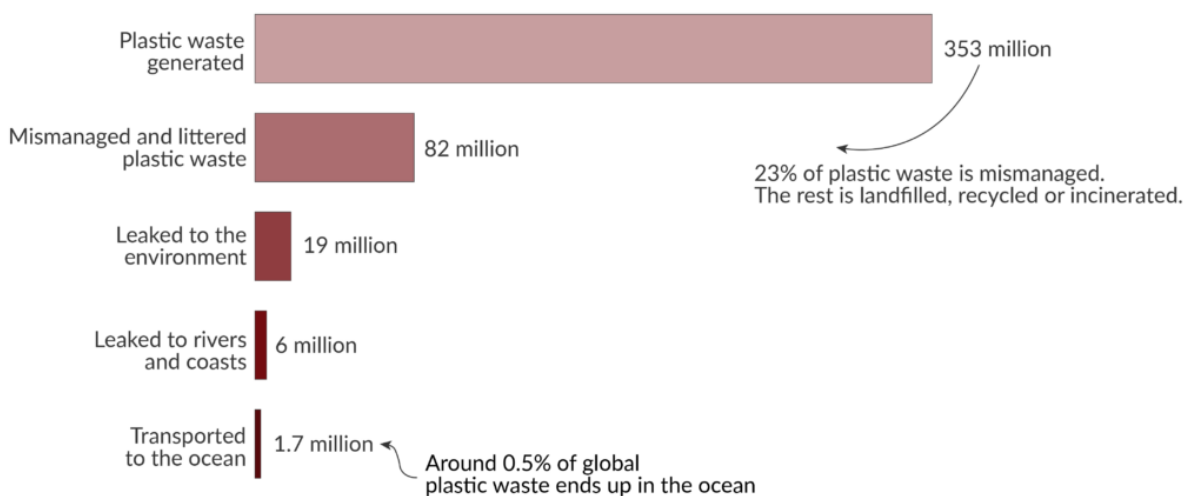 Plastic waste
generated
353 million
Mismanaged and littered
plastic waste
82 million
23% of plastic waste is mismanaged.
The rest is landfilled, recycled or incinerated.
Leaked to the
environment
19 million
Leaked to rivers
and coasts
6 million
Transported
to the ocean
1.7 million
Around 0.5% of global
plastic waste ends up in the ocean